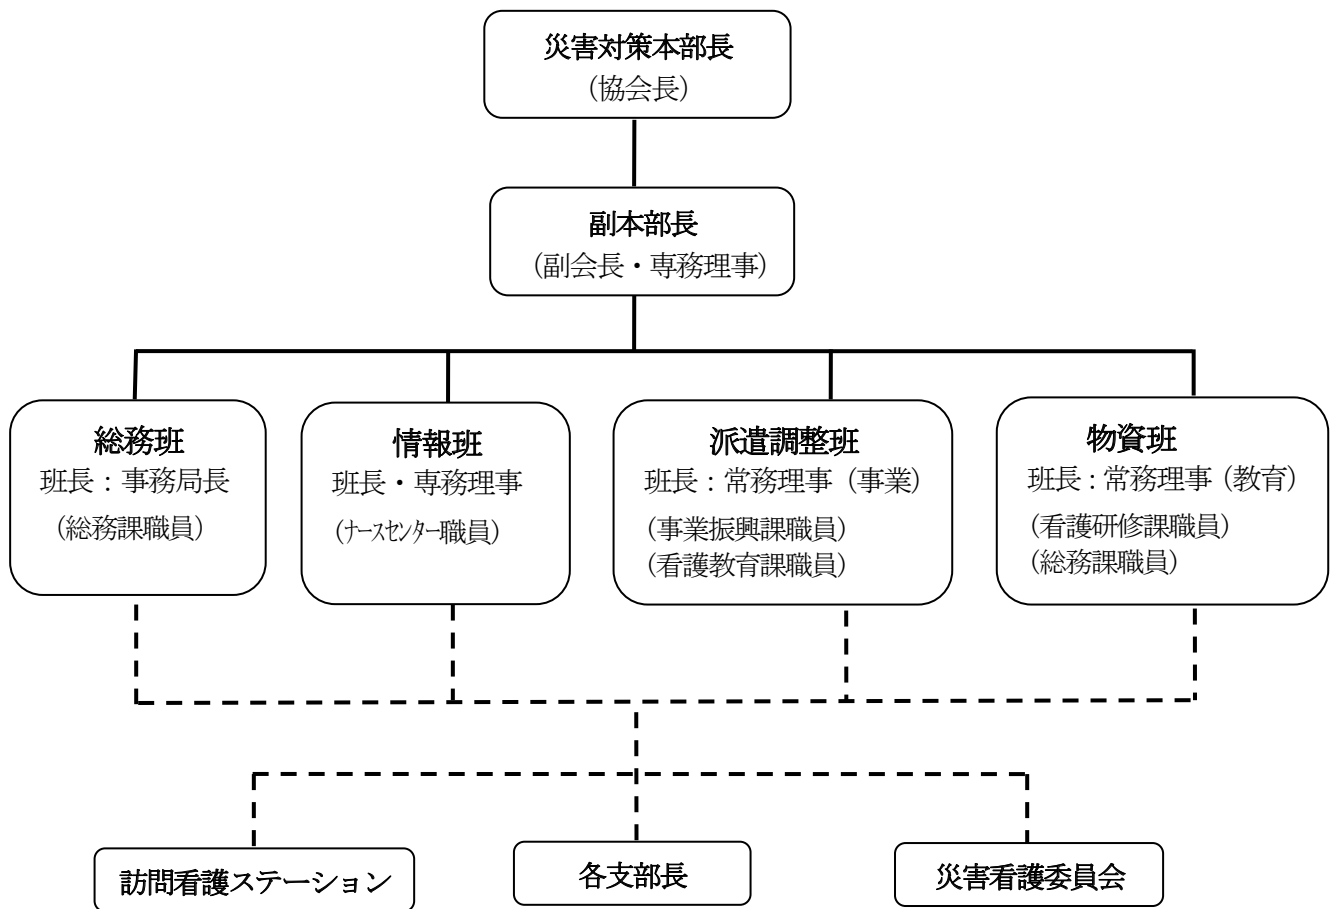 災害対策本部長
(協会長)
副本部長
(副会長・専務理事)
総務班
班長：事務局長
(総務課職員)
情報班
班長・専務理事
(ﾅｰｽｾﾝﾀｰ職員)
派遣調整班
班長：常務理事（事業）
(事業振興課職員)
(看護教育課職員)
物資班
班長：常務理事（教育）
(看護研修課職員)
(総務課職員)
訪問看護ステーション
各支部長
災害看護委員会